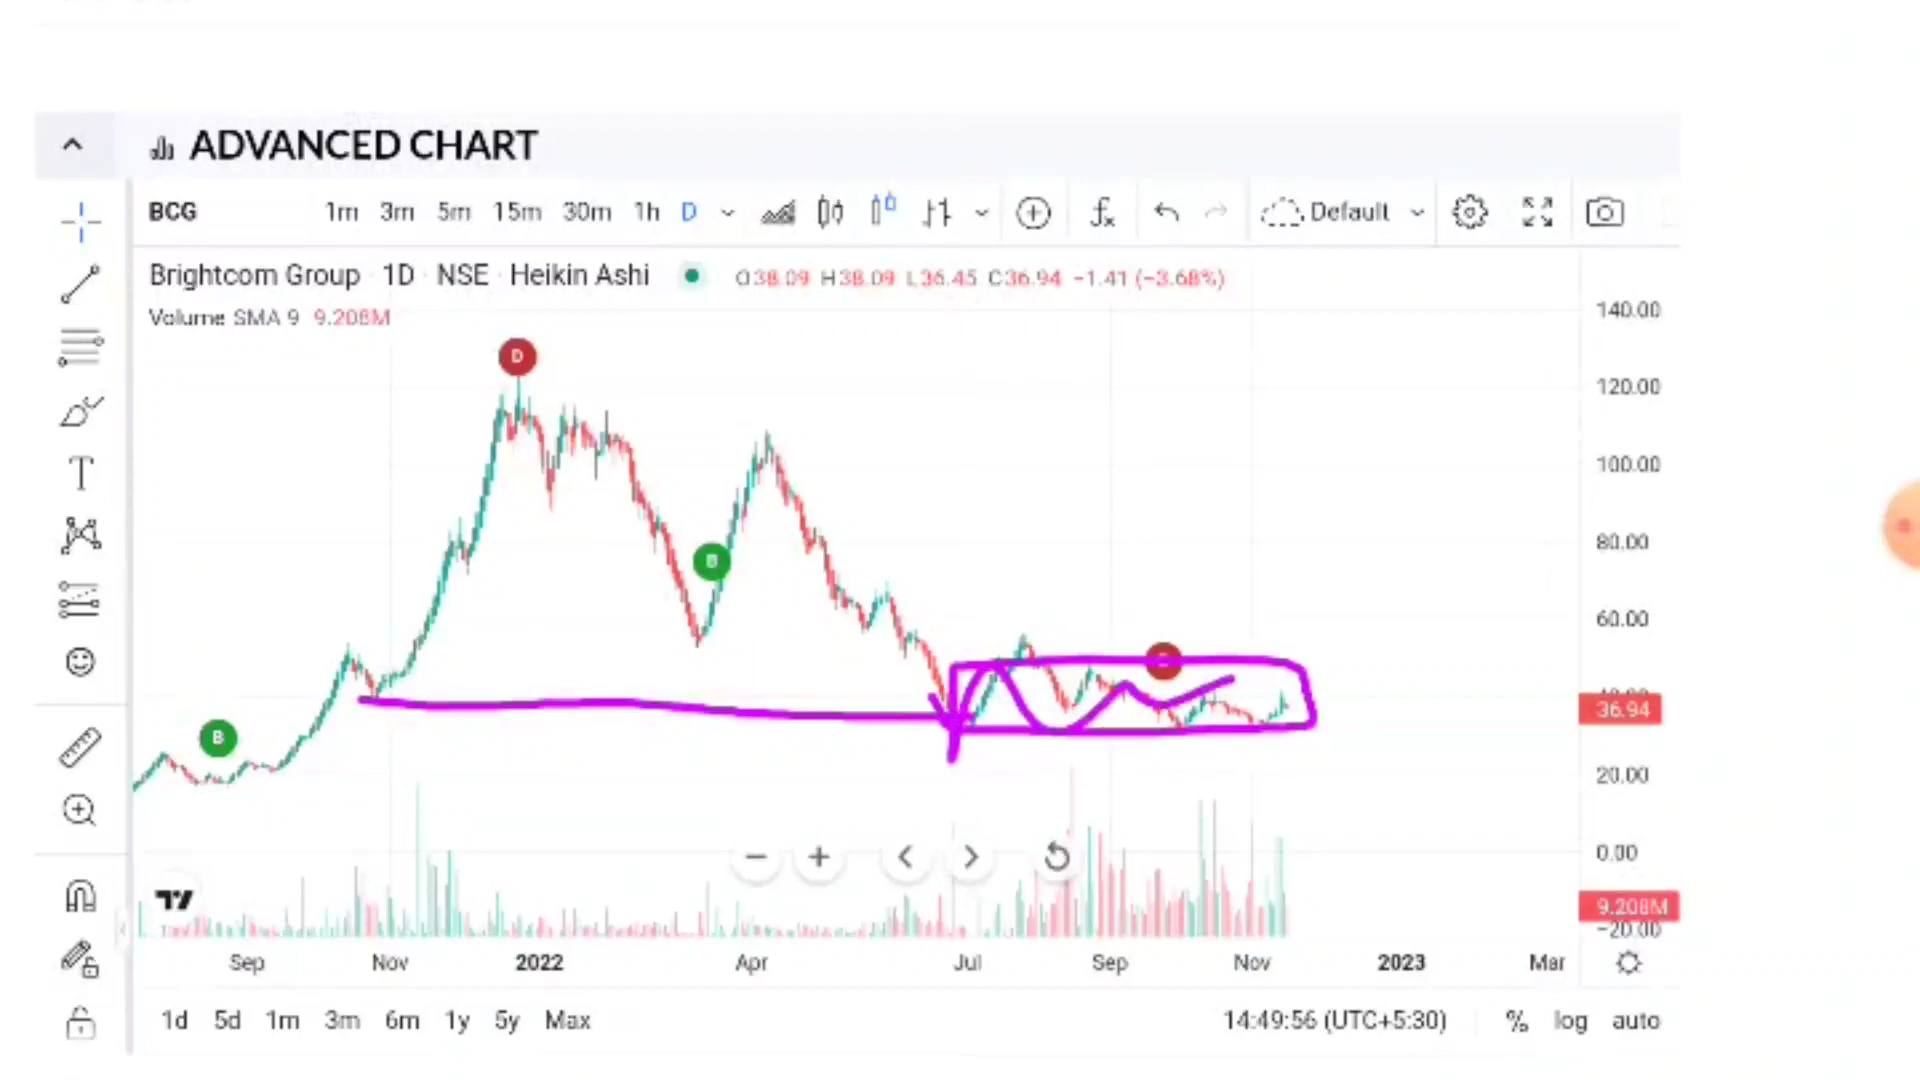 ADVANCED CHART
BCG 1m 3m 5m 15m 30m 1h D Default
Brightcom Group · 1D · NSE · Heikin Ashi O38.09 H38.09 L36.45 C36.94 −1.41 (−3.68%)
Volume SMA 9 9.208M
140.00
D
120.00
100.00
80.00
B
60.00
36.94
B
20.00
0.00
9.208M
−20.00
Sep Nov 2022 Apr Jul Sep Nov 2023 Mar
1d 5d 1m 3m 6m 1y 5y Max 14:49:56 (UTC+5:30) % log auto